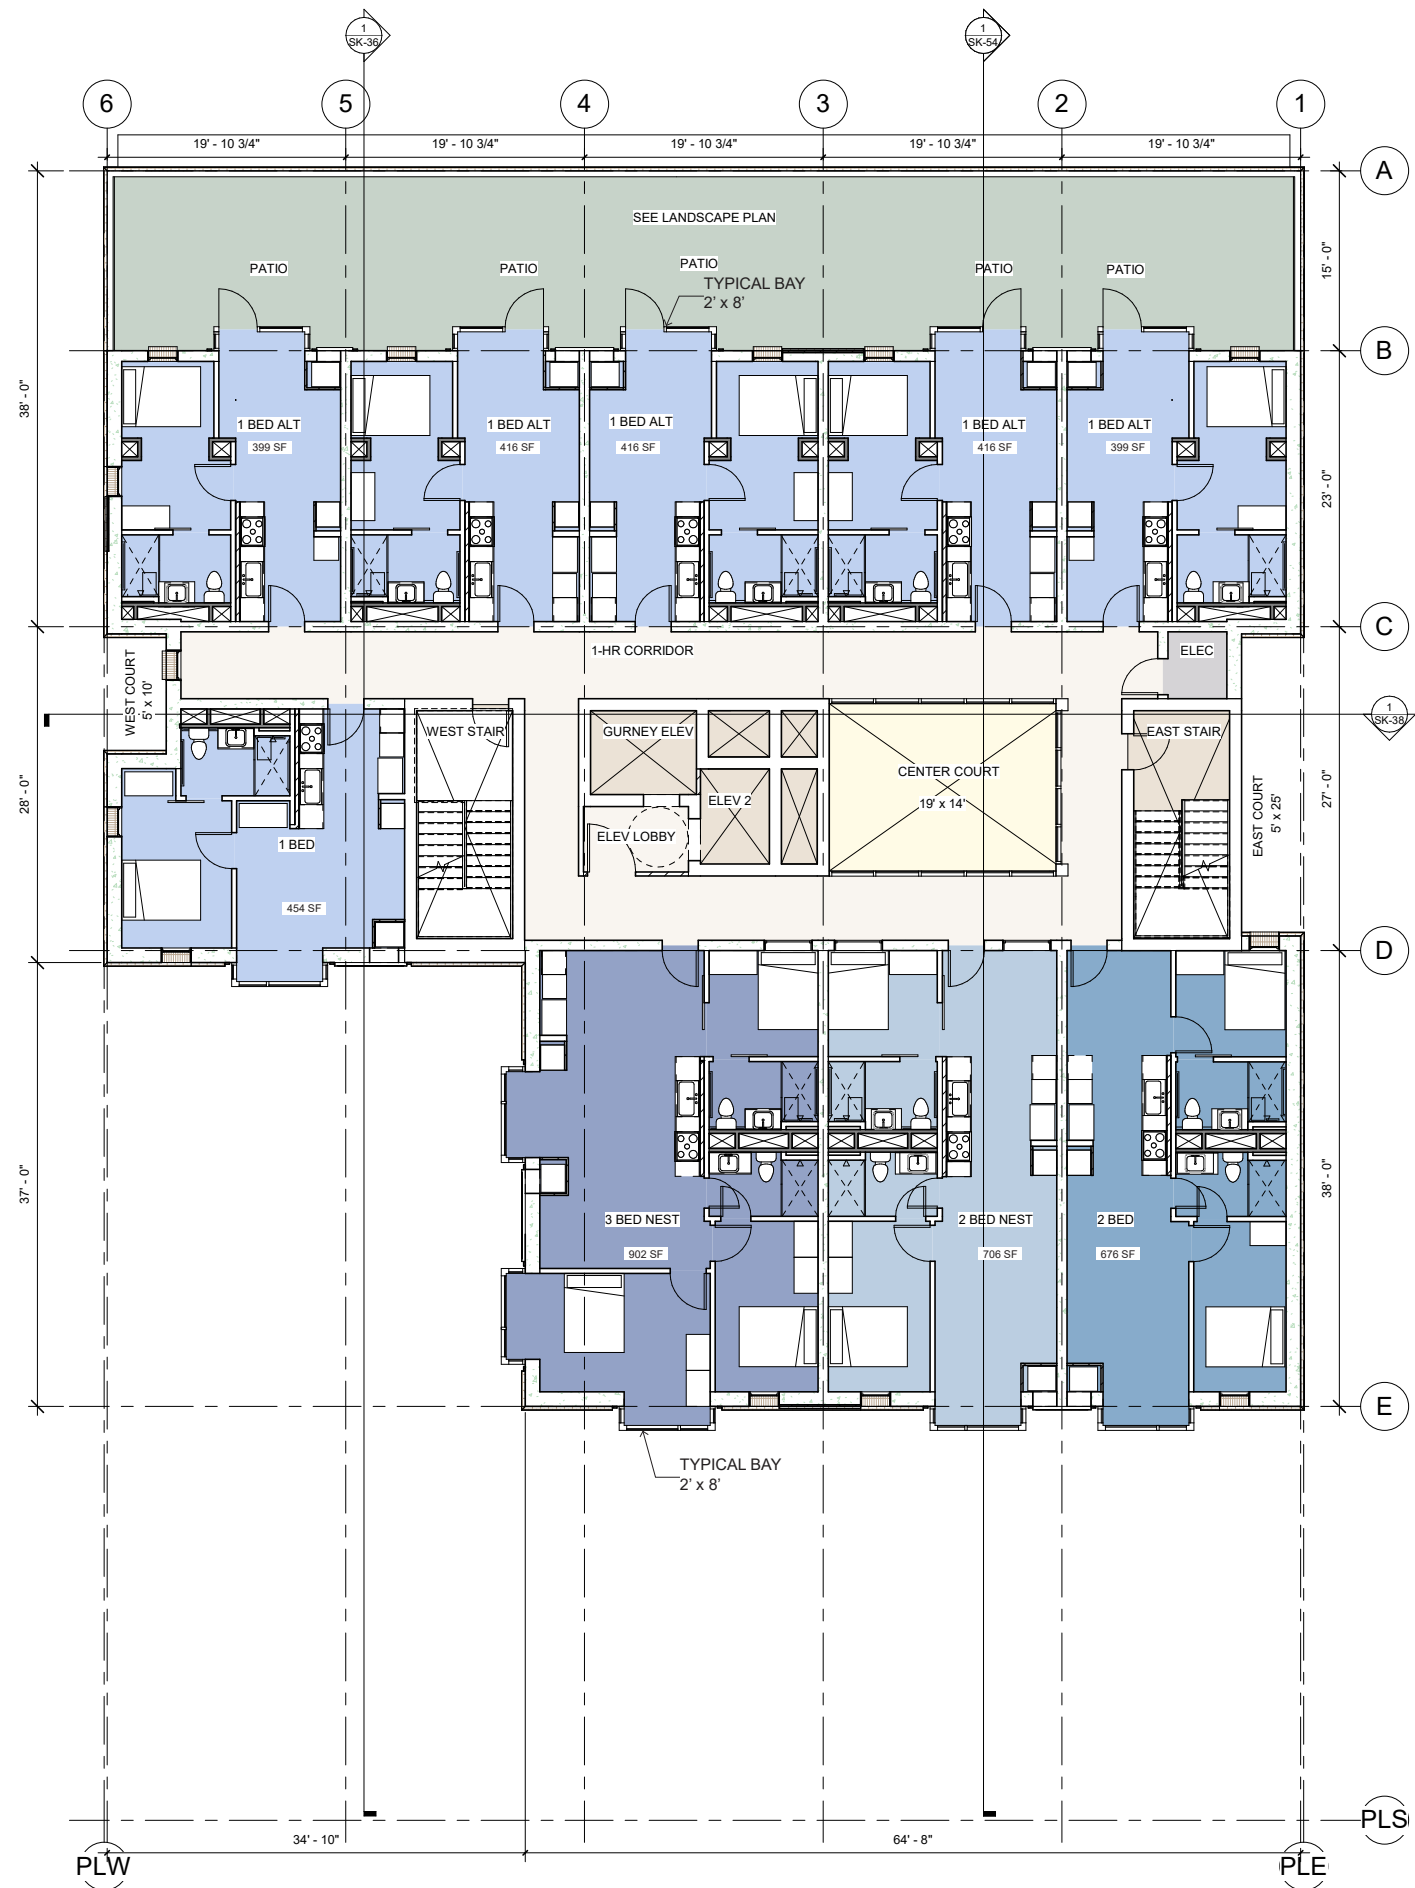 1
SK-36
1
SK-54
6
5
4
3
2
1
19' - 10 3/4"
19' - 10 3/4"
19' - 10 3/4"
19' - 10 3/4"
19' - 10 3/4"
A
SEE LANDSCAPE PLAN
15' - 0"
PATIO
PATIO
PATIO
PATIO
PATIO
TYPICAL BAY
2' x 8'
B
38' - 0"
1 BED ALT
399 SF
1 BED ALT
416 SF
1 BED ALT
416 SF
1 BED ALT
416 SF
1 BED ALT
399 SF
23' - 0"
C
1-HR CORRIDOR
ELEC
WEST COURT
5' x 10'
1
SK-38
WEST STAIR
GURNEY ELEV
EAST STAIR
CENTER COURT
19' x 14'
ELEV 2
ELEV LOBBY
28' - 0"
27' - 0"
EAST COURT
5' x 25'
1 BED
454 SF
D
37' - 0"
38' - 0"
3 BED NEST
902 SF
2 BED NEST
706 SF
2 BED
676 SF
E
TYPICAL BAY
2' x 8'
PLS
34' - 10"
64' - 8"
PLW
PLE